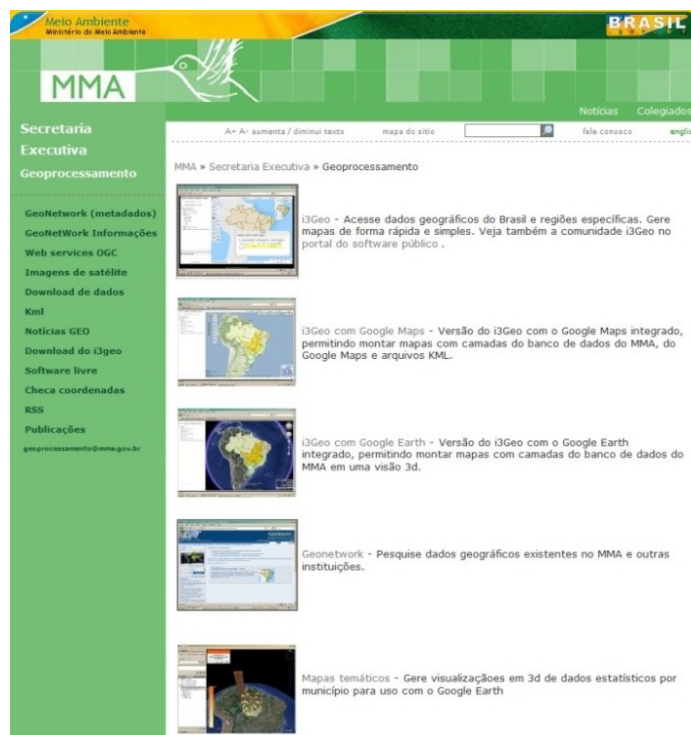 Meio Ambiente
Ministério do Meio Ambiente
BRASIL
MMA
Notícias Colegiados
Secretaria
Executiva
Geoprocessamento
A+ A- aumenta / diminui texto mapa do sítio fale conosco englis
MMA » Secretaria Executiva » Geoprocessamento
GeoNetwork (metadados)
GeoNetWork Informações
Web services OGC
Imagens de satélite
Download de dados
Kml
Notícias GEO
Download do i3geo
Software livre
Checa coordenadas
RSS
Publicações
geoprocessamento@mma.gov.br
i3Geo - Acesse dados geográficos do Brasil e regiões específicas. Gere
mapas de forma rápida e simples. Veja também a comunidade i3Geo no
portal do software público .
i3Geo com Google Maps - Versão do i3Geo com o Google Maps integrado,
permitindo montar mapas com camadas do banco de dados do MMA, do
Google Maps e arquivos KML.
i3Geo com Google Earth - Versão do i3Geo com o Google Earth
integrado, permitindo montar mapas com camadas do banco de dados do
MMA em uma visão 3d.
Geonetwork - Pesquise dados geográficos existentes no MMA e outras
instituições.
Mapas temáticos - Gere visualizações em 3d de dados estatísticos por
município para uso com o Google Earth